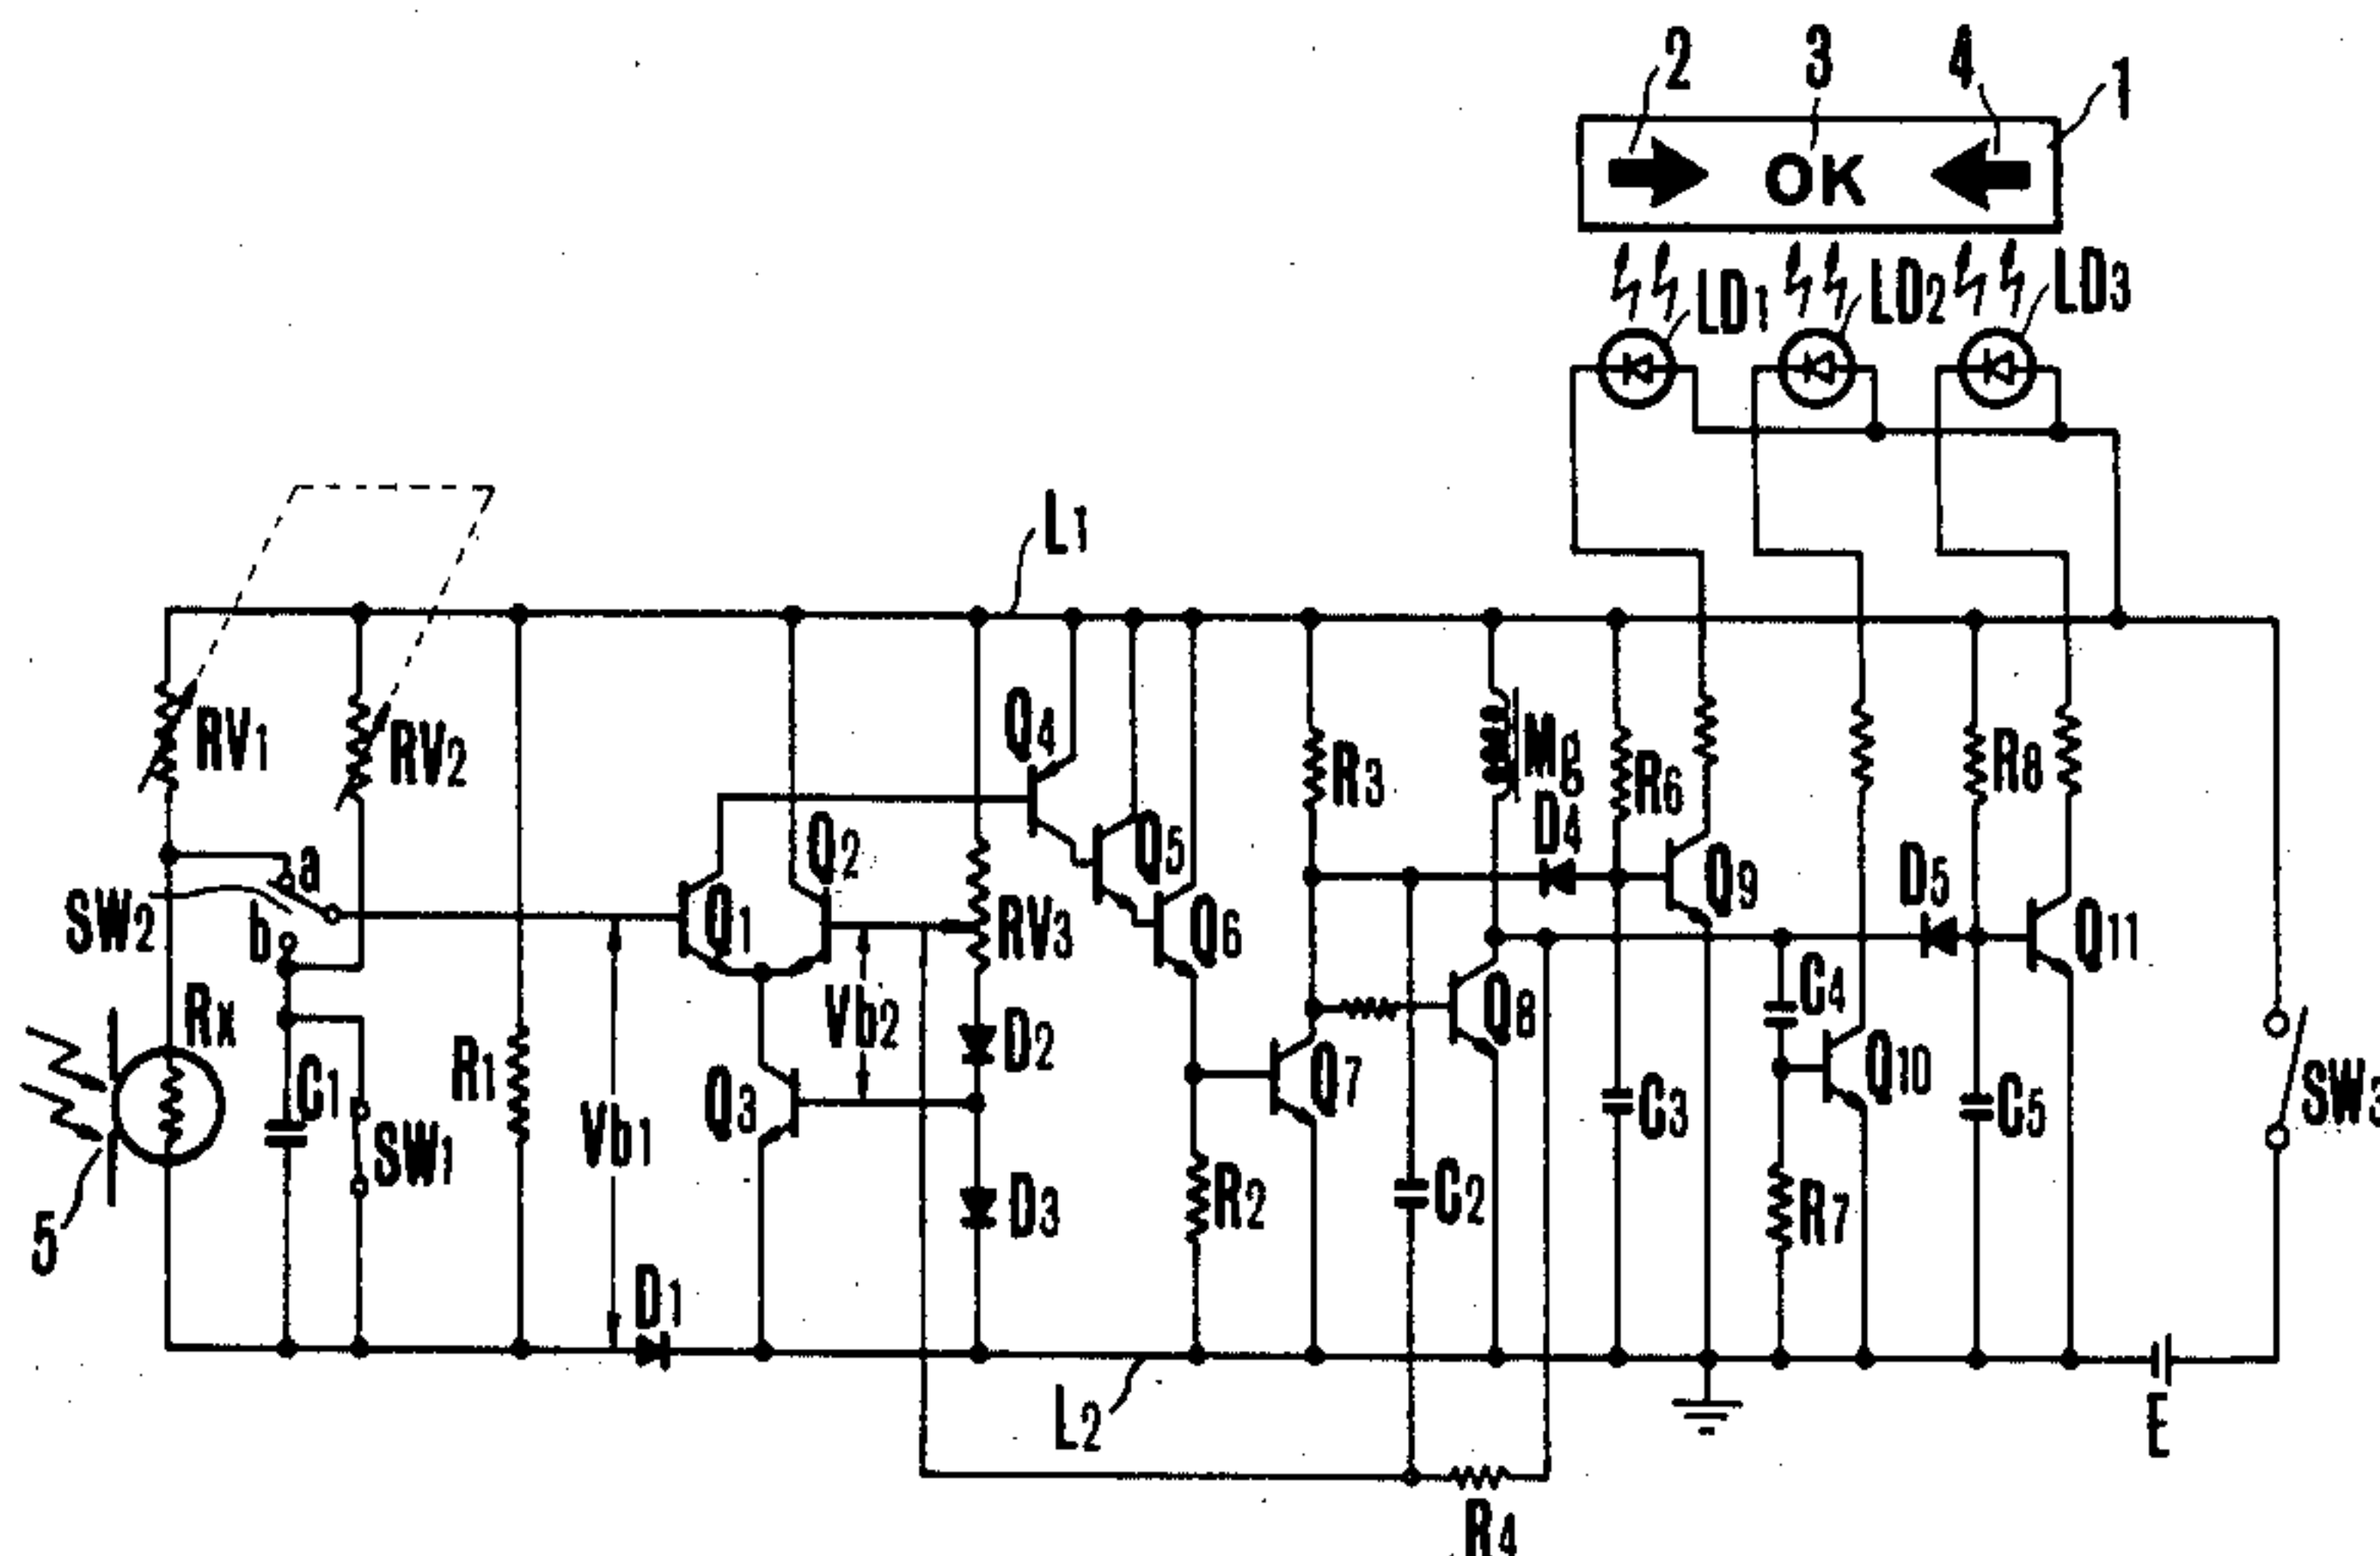 2 3 4 1
OK
LD1 LD2 LD3
L1
RV1 RV2
Q4
R3 Mg R6 R8
D4
Q2 Q5
a
SW2 b
Q1 RV3 Q6 Q9 D5 Q11
Rx Vb2 D2 Q8 C4
C1 R1 Q3 Q7 Q10
SW1 Vb1 C3 C5 SW3
5 D3 R2 C2 R7
D1
L2 E
R4